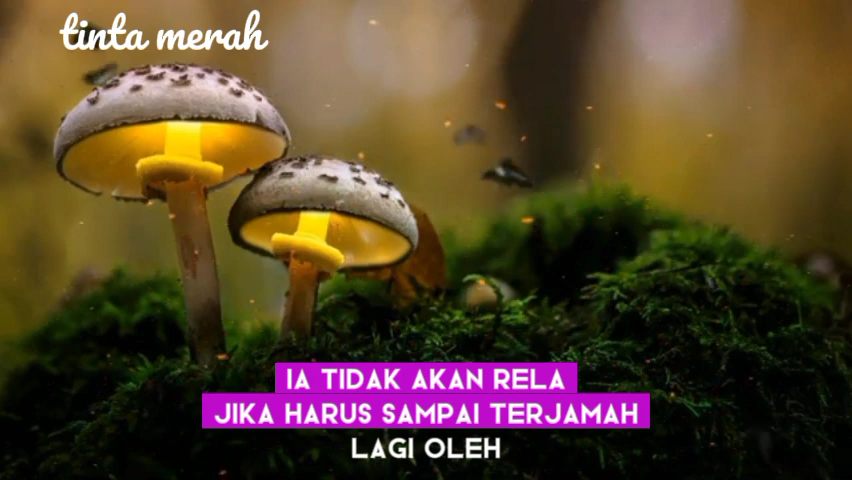 tinta merah
IA TIDAK AKAN RELA
JIKA HARUS SAMPAI TERJAMAH
LAGI OLEH